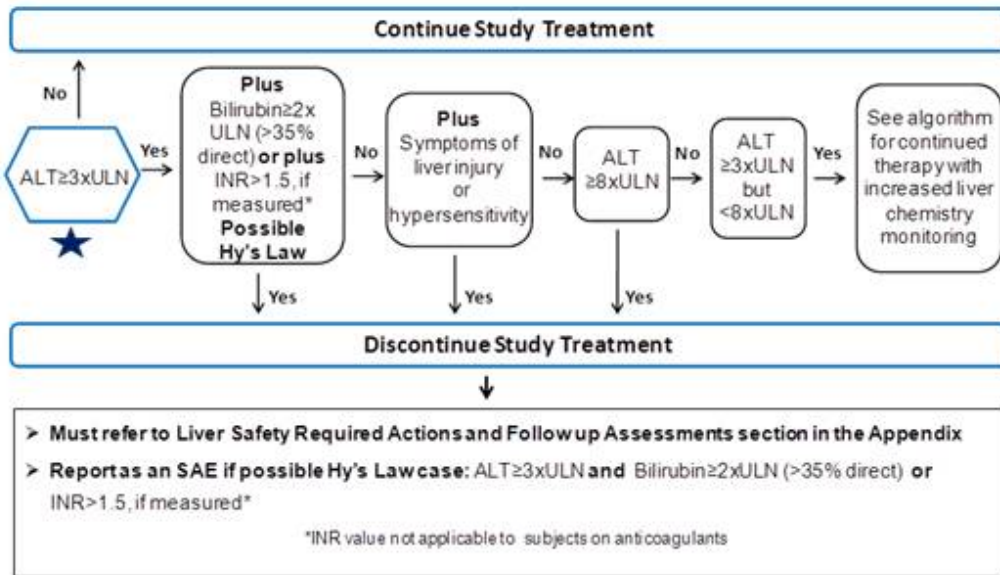 Continue Study Treatment
No
ALT≥3xULN
Yes
Plus
Bilirubin≥2x
ULN (>35%
direct) or plus
INR>1.5, if
measured*
Possible
Hy's Law
No
Plus
Symptoms of
liver injury
or
hypersensitivity
No
ALT
≥8xULN
No
ALT
≥3xULN
but
<8xULN
Yes
See algorithm
for continued
therapy with
increased liver
chemistry
monitoring
Yes
Yes
Yes
Discontinue Study Treatment
➤ Must refer to Liver Safety Required Actions and Follow up Assessments section in the Appendix
➤ Report as an SAE if possible Hy's Law case: ALT≥3xULN and Bilirubin≥2xULN (>35% direct) or
INR>1.5, if measured*
*INR value not applicable to subjects on anticoagulants